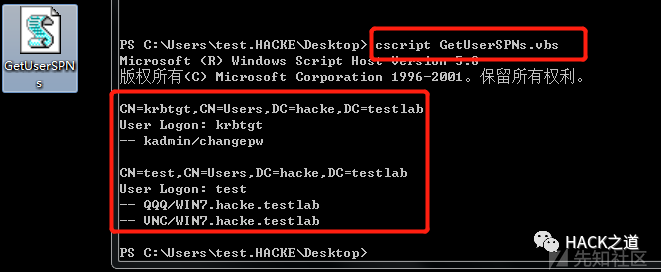 GetUserSPN
s
PS C:\Users\test.HACKE\Desktop> cscript GetUserSPNs.vbs
Microsoft (R) Windows Script Host Version 5.8
版权所有(C) Microsoft Corporation 1996-2001。保留所有权利。
CN=krbtgt,CN=Users,DC=hacke,DC=testlab
User Logon: krbtgt
-- kadmin/changepw
CN=test,CN=Users,DC=hacke,DC=testlab
User Logon: test
-- QQQ/WIN7.hacke.testlab
-- VNC/WIN7.hacke.testlab
PS C:\Users\test.HACKE\Desktop>
HACK之道
先知社区